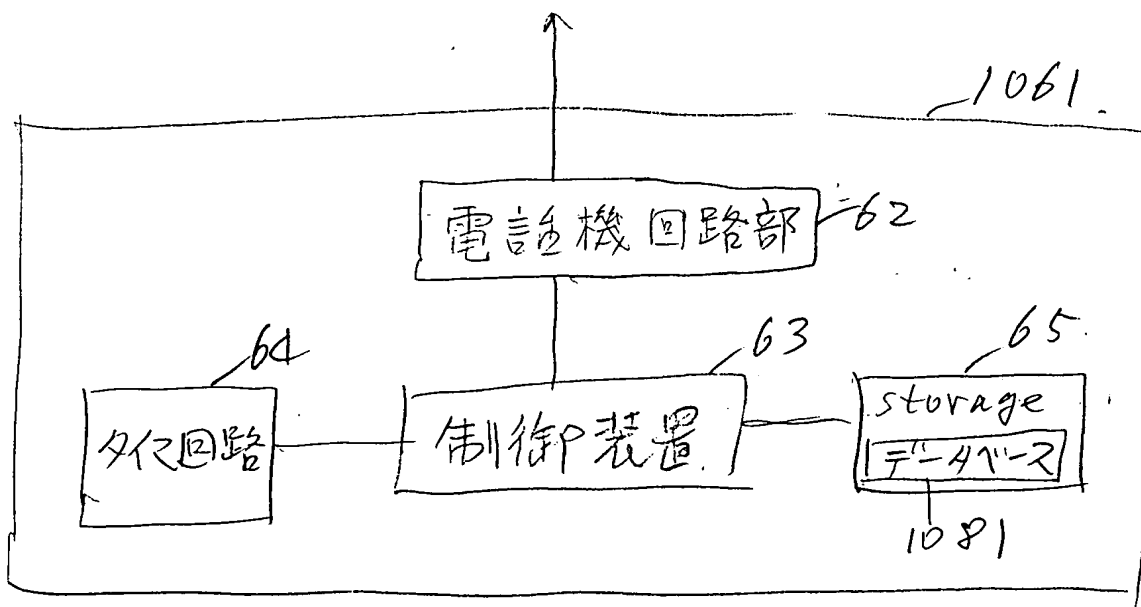 1061.
電話機回路部
62
64
63
65
タイマ回路
制御装置
storage
データベース
1081